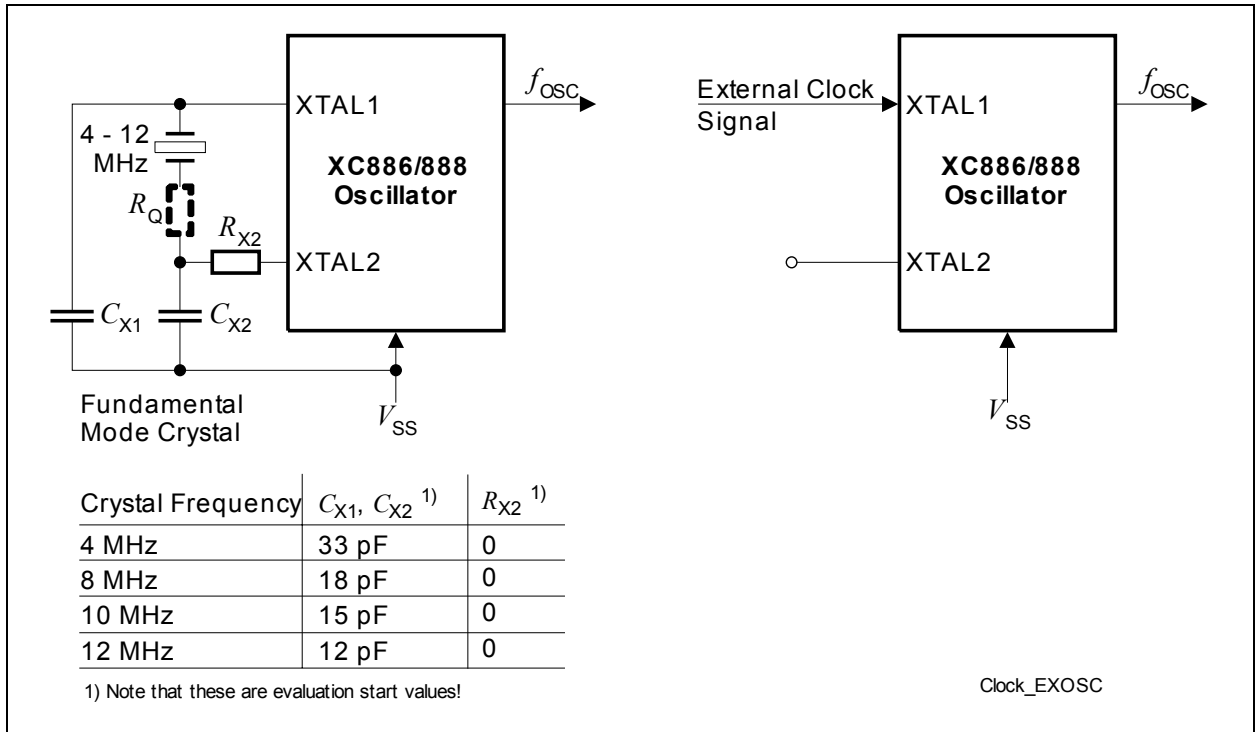 XTAL1
4 - 12
MHz
R_Q
R_X2
XTAL2
XC886/888
Oscillator
f_OSC
C_X1
C_X2
V_SS
Fundamental
Mode Crystal
External Clock
Signal
XTAL1
XC886/888
Oscillator
XTAL2
f_OSC
V_SS
Crystal Frequency C_X1, C_X2 1) R_X2 1)
4 MHz 33 pF 0
8 MHz 18 pF 0
10 MHz 15 pF 0
12 MHz 12 pF 0
1) Note that these are evaluation start values!
Clock_EXOSC